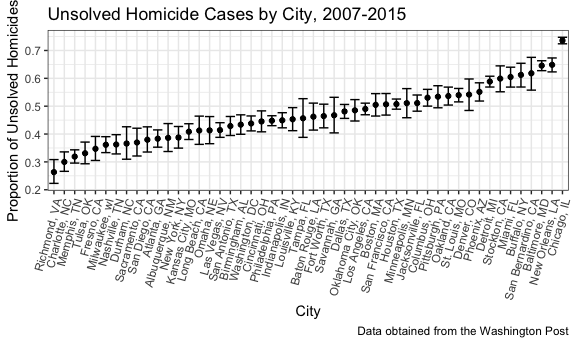 Unsolved Homicide Cases by City, 2007-2015
Proportion of Unsolved Homicides
0.7
0.6
0.5
0.4
0.3
0.2
Richmond, VA
Charlotte, NC
Memphis, TN
Tulsa, OK
Fresno, CA
Milwaukee, wI
Nashville, TN
Durham, NC
Sacramento, CA
San Diego, CA
Atlanta, GA
Albuquerque, NM
New York, NY
Kansas City, MO
Long Beach, CA
Omaha, NE
Las Vegas, NV
San Antonio, TX
Birmingham, AL
Washington, DC
Cincinnati, OH
Philadelphia, PA
Indianapolis, IN
Louisville, KY
Tampa, FL
Baton Rouge, LA
Fort Worth, TX
Savannah, GA
Dallas, TX
Oklahoma City, OK
Los Angeles, CA
Boston, MA
San Francisco, CA
Houston, TX
Minneapolis, MN
Jacksonville, FL
Columbus, OH
Pittsburgh, PA
Oakland, CA
St. Louis, MO
Denver, CO
Phoenix, AZ
Detroit, MI
Stockton, CA
Miami, FL
Buffalo, NY
San Bernardino, CA
Baltimore, MD
New Orleans, LA
Chicago, IL
City
Data obtained from the Washington Post